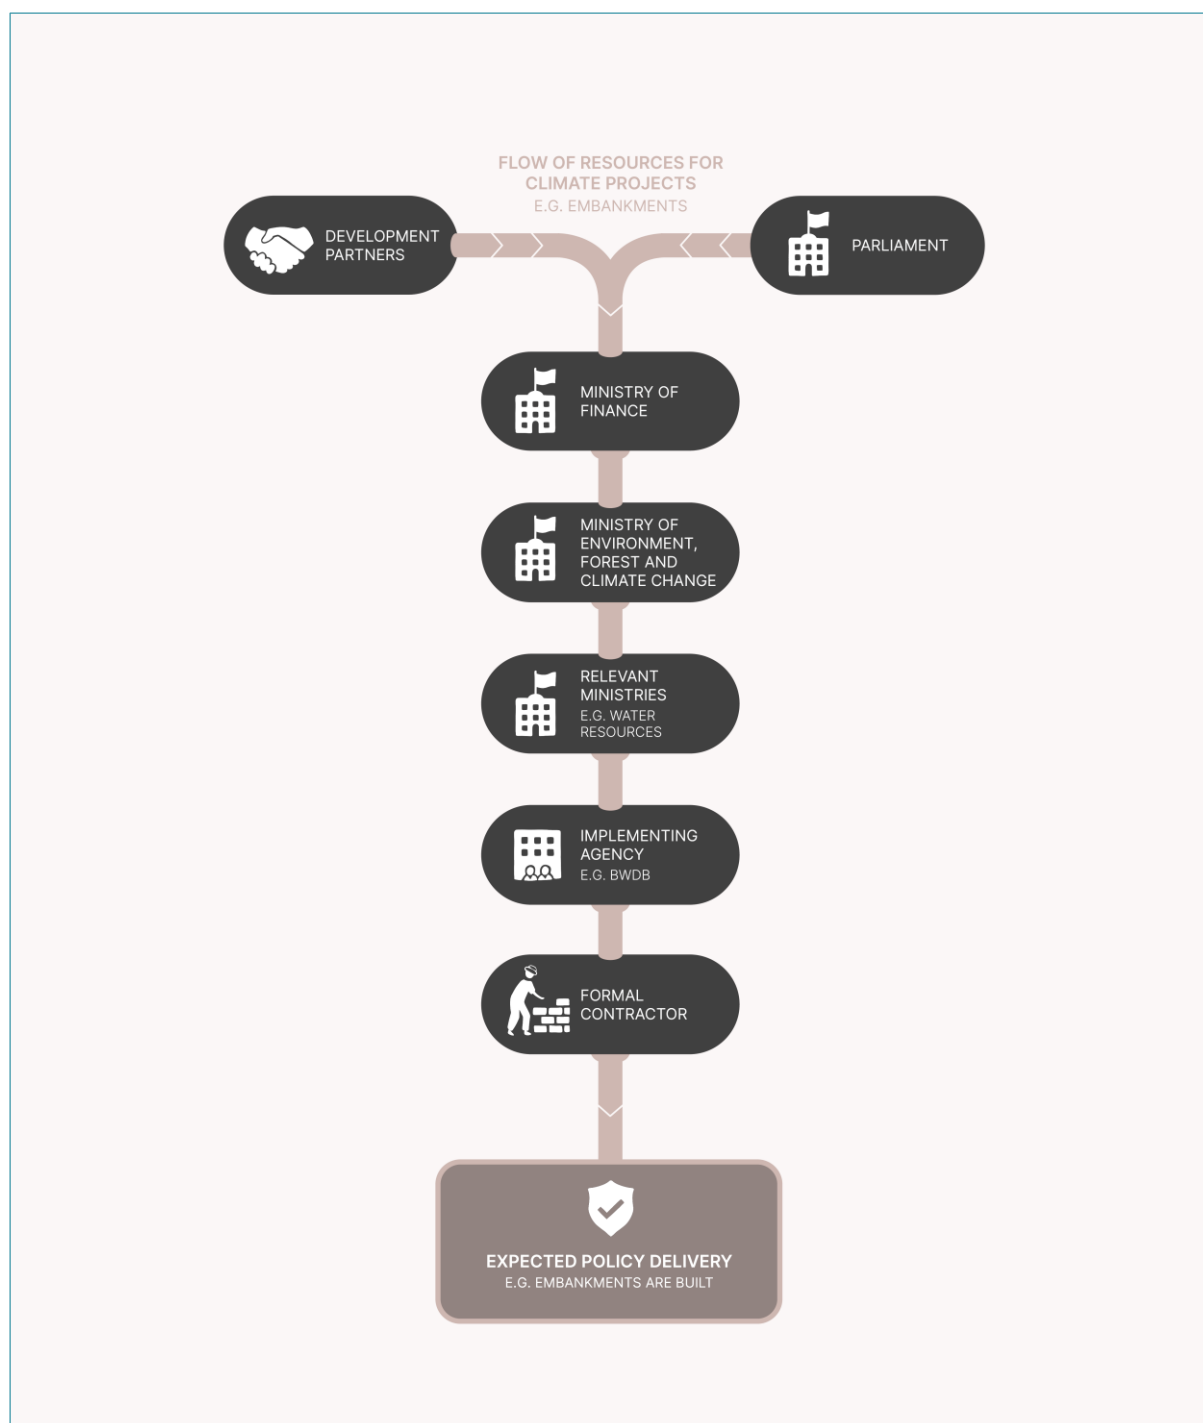 FLOW OF RESOURCES FOR
CLIMATE PROJECTS
E.G. EMBANKMENTS
DEVELOPMENT
PARTNERS
PARLIAMENT
MINISTRY OF
FINANCE
MINISTRY OF
ENVIRONMENT,
FOREST AND
CLIMATE CHANGE
RELEVANT
MINISTRIES
E.G. WATER
RESOURCES
IMPLEMENTING
AGENCY
E.G. BWDB
FORMAL
CONTRACTOR
EXPECTED POLICY DELIVERY
E.G. EMBANKMENTS ARE BUILT